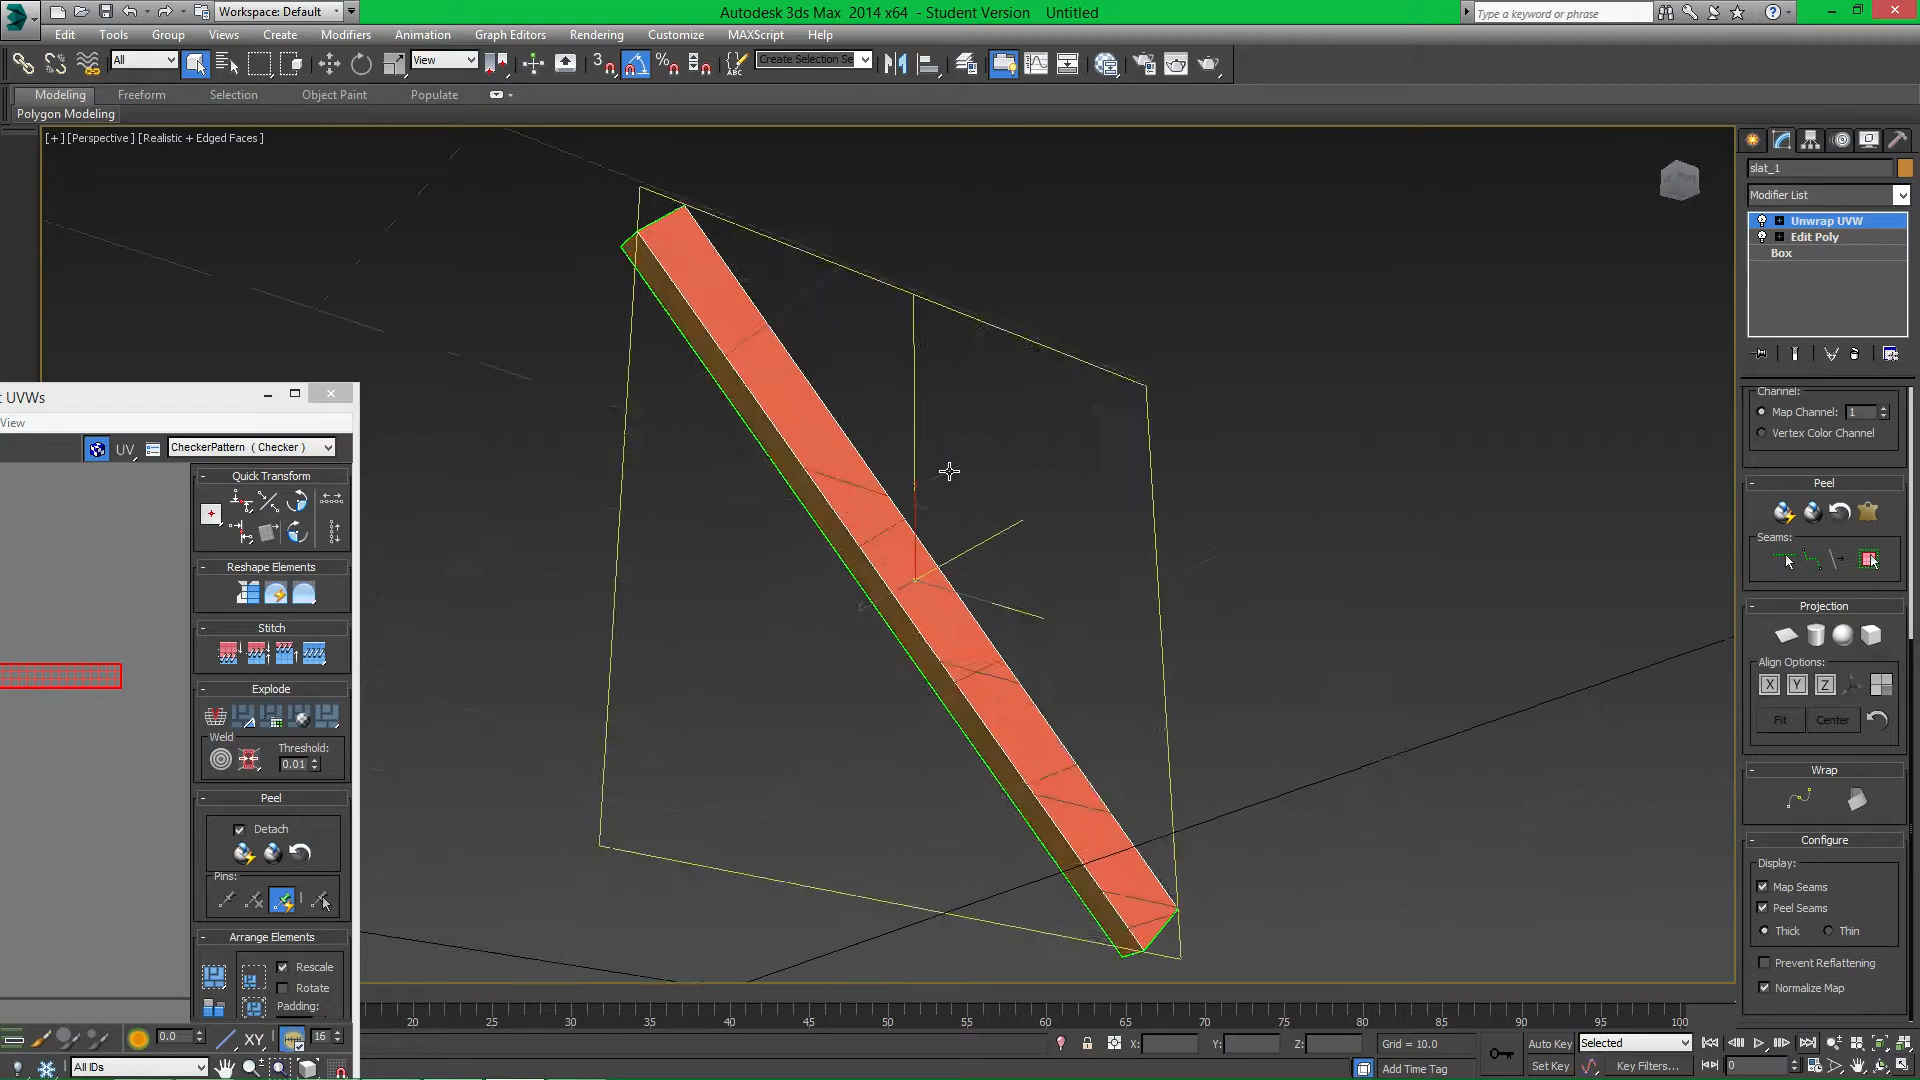 Workspace: Default
Autodesk 3ds Max 2014 x64 - Student Version Untitled
Type a keyword or phrase
Edit Tools Group Views Create Modifiers Animation Graph Editors Rendering Customize MAXScript Help
All
View
3
Create Selection Se
Modeling Freeform Selection Object Paint Populate
Polygon Modeling
[+] [Perspective] [Realistic + Edged Faces]
slat_1
Modifier List
Unwrap UVW
Edit Poly
Box
Channel:
Map Channel: 1
Vertex Color Channel
Peel
Seams:
Projection
Align Options:
X Y Z
Fit Center
Wrap
Configure
Display:
Map Seams
Peel Seams
Thick Thin
Prevent Reflattening
Normalize Map
UVWs
View
UV CheckerPattern ( Checker )
Quick Transform
Reshape Elements
Stitch
Explode
Weld
Threshold:
0.01
Peel
Detach
Pins:
Arrange Elements
Rescale
Rotate
Padding:
0.0 XY 16
All IDs
20 25 30 35 40 45 50 55 60 65 70 75 80 85 90 95 100
X: Y: Z: Grid = 10.0
Add Time Tag
Auto Key Selected
Set Key Key Filters...
0